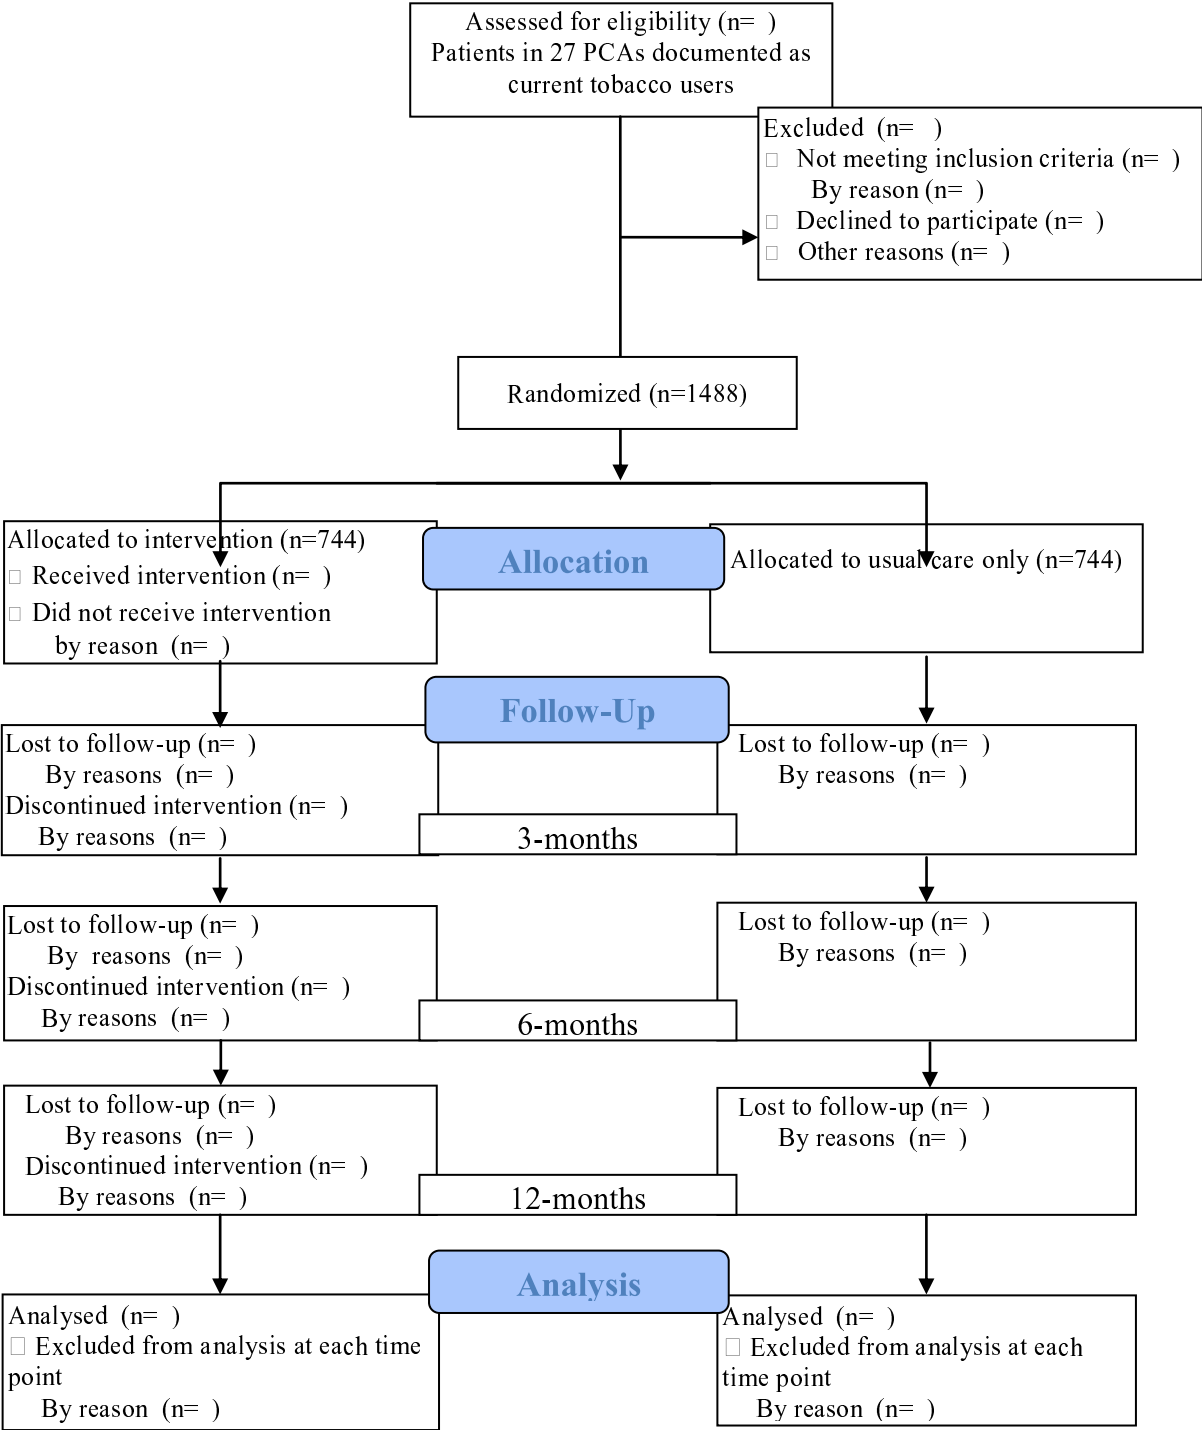 Assessed for eligibility (n=  )
Patients in 27 PCAs documented as
current tobacco users
Excluded  (n=   )
Not meeting inclusion criteria (n=  )
By reason (n=  )
Declined to participate (n=  )
Other reasons (n=  )
Randomized (n=1488)
Allocated to intervention (n=744)
Received intervention (n=  )
Did not receive intervention
by reason  (n=  )
Allocation
Allocated to usual care only (n=744)
Follow-Up
Lost to follow-up (n=  )
By reasons  (n=  )
Discontinued intervention (n=  )
By reasons  (n=  )
3-months
Lost to follow-up (n=  )
By reasons  (n=  )
Lost to follow-up (n=  )
By  reasons  (n=  )
Discontinued intervention (n=  )
By reasons  (n=  )
6-months
Lost to follow-up (n=  )
By reasons  (n=  )
Lost to follow-up (n=  )
By reasons  (n=  )
Discontinued intervention (n=  )
By reasons  (n=  )
12-months
Lost to follow-up (n=  )
By reasons  (n=  )
Analysis
Analysed  (n=  )
Excluded from analysis at each time
point
By reason  (n=  )
Analysed  (n=  )
Excluded from analysis at each
time point
By reason  (n=  )